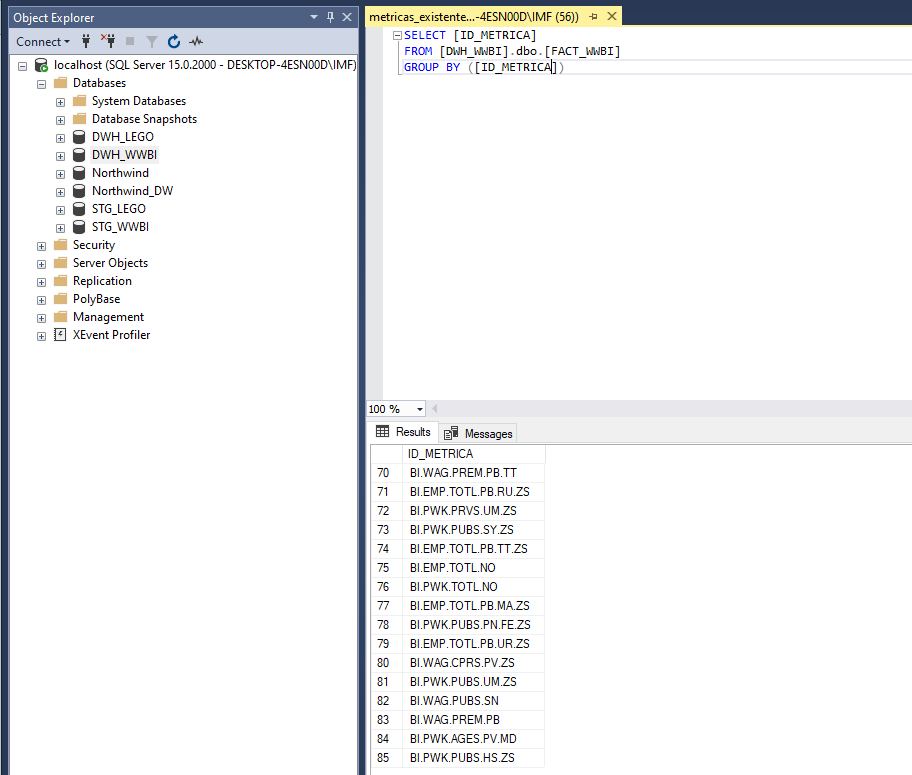 Object Explorer
Connect
localhost (SQL Server 15.0.2000 - DESKTOP-4ESN00D\IMF)
Databases
System Databases
Database Snapshots
DWH_LEGO
DWH_WWBI
Northwind
Northwind_DW
STG_LEGO
STG_WWBI
Security
Server Objects
Replication
PolyBase
Management
XEvent Profiler
metricas_existente...-4ESN00D\IMF (56))
SELECT [ID_METRICA]
FROM [DWH_WWBI].dbo.[FACT_WWBI]
GROUP BY ([ID_METRICA])
100 %
Results
Messages
ID_METRICA
70 BI.WAG.PREM.PB.TT
71 BI.EMP.TOTL.PB.RU.ZS
72 BI.PWK.PRVS.UM.ZS
73 BI.PWK.PUBS.SY.ZS
74 BI.EMP.TOTL.PB.TT.ZS
75 BI.EMP.TOTL.NO
76 BI.PWK.TOTL.NO
77 BI.EMP.TOTL.PB.MA.ZS
78 BI.PWK.PUBS.PN.FE.ZS
79 BI.EMP.TOTL.PB.UR.ZS
80 BI.WAG.CPRS.PV.ZS
81 BI.PWK.PUBS.UM.ZS
82 BI.WAG.PUBS.SN
83 BI.WAG.PREM.PB
84 BI.PWK.AGES.PV.MD
85 BI.PWK.PUBS.HS.ZS